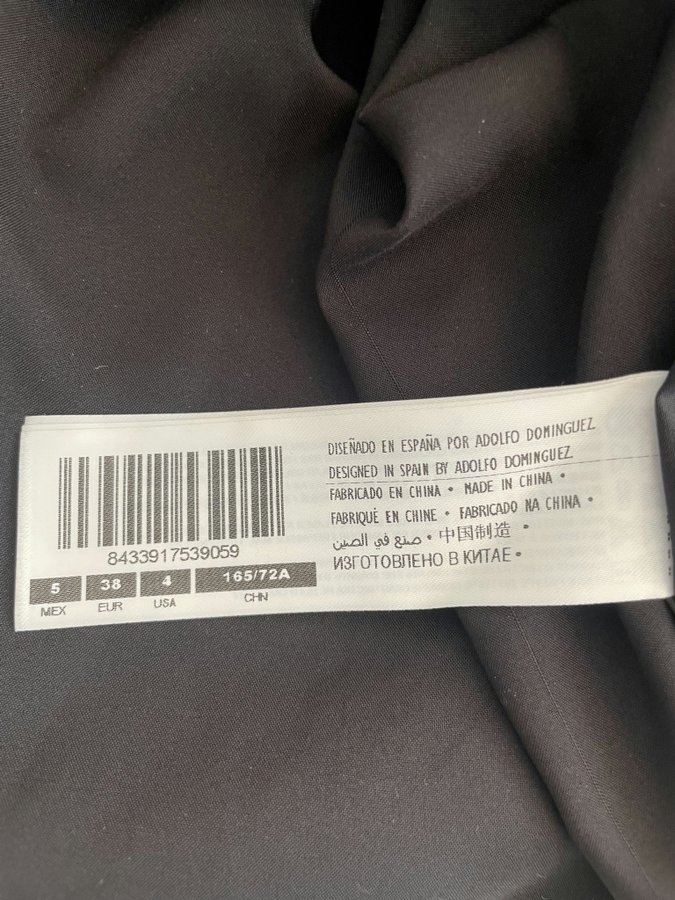 8433917539059
5 38 4 165/72A
MEX EUR USA CHN
DISEÑADO EN ESPAÑA POR ADOLFO DOMINGUEZ
DESIGNED IN SPAIN BY ADOLFO DOMINGUEZ
FABRICADO EN CHINA • MADE IN CHINA •
FABRIQUÉ EN CHINE • FABRICADO NA CHINA •
صنع في الصين • 中国制造 •
ИЗГОТОВЛЕНО В КИТАЕ •